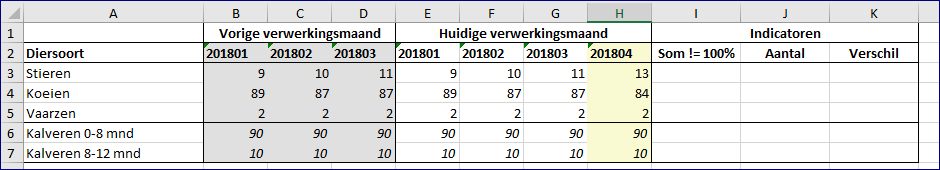 A B C D E F G H I J K
1 Vorige verwerkingsmaand Huidige verwerkingsmaand Indicatoren
2 Diersoort 201801 201802 201803 201801 201802 201803 201804 Som != 100% Aantal Verschil
3 Stieren 9 10 11 9 10 11 13
4 Koeien 89 87 87 89 87 87 84
5 Vaarzen 2 2 2 2 2 2 2
6 Kalveren 0-8 mnd 90 90 90 90 90 90 90
7 Kalveren 8-12 mnd 10 10 10 10 10 10 10